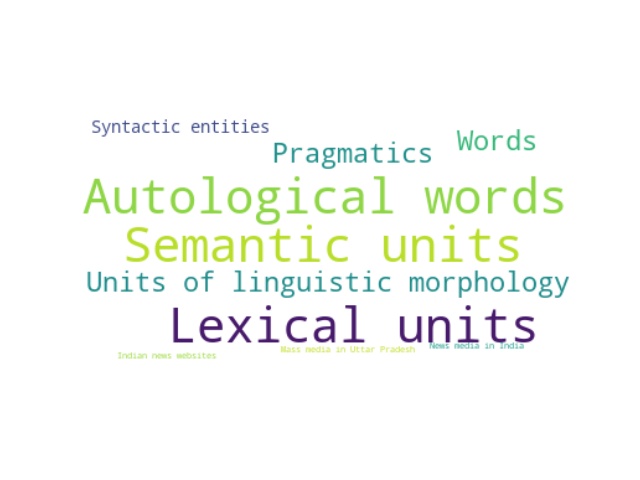 Syntactic entities
Words
Pragmatics
Autological words
Semantic units
Units of linguistic morphology
Lexical units
News media in India
Mass media in Uttar Pradesh
Indian news websites